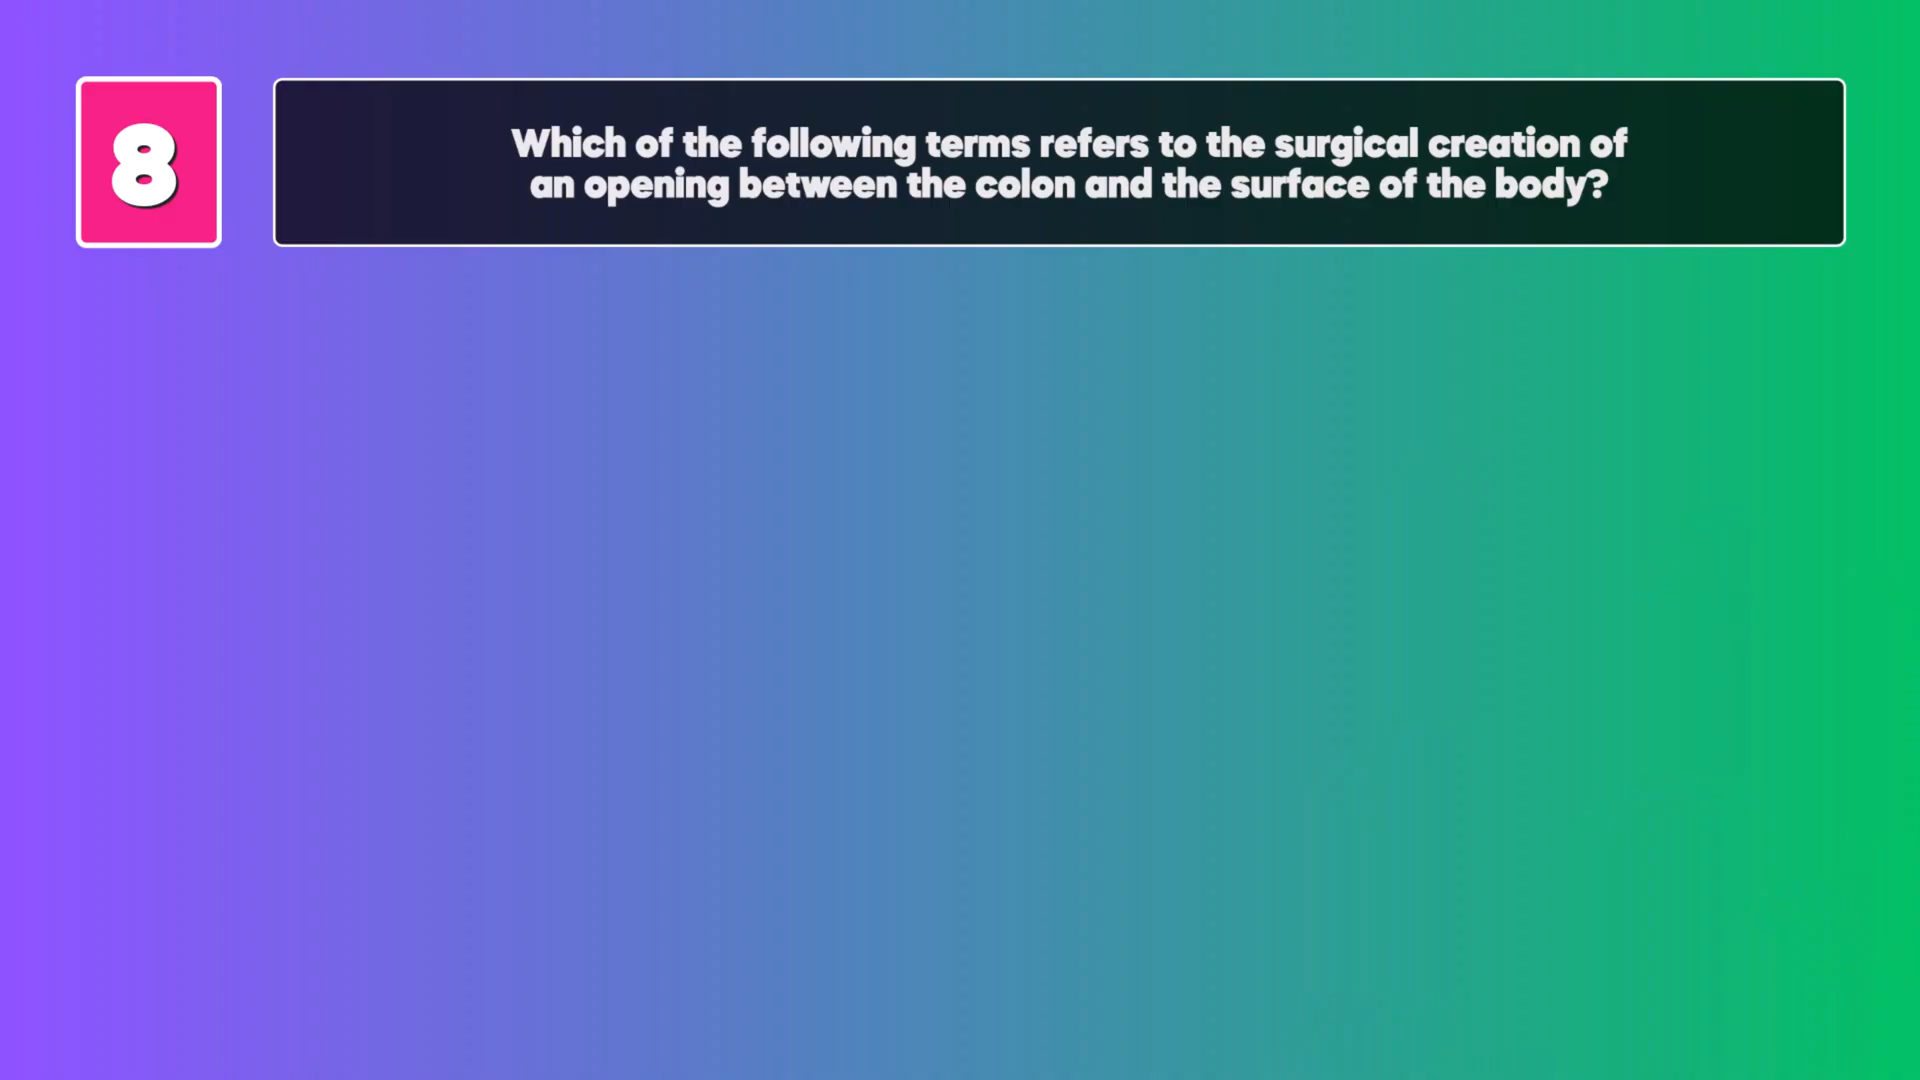 8
Which of the following terms refers to the surgical creation of
an opening between the colon and the surface of the body?